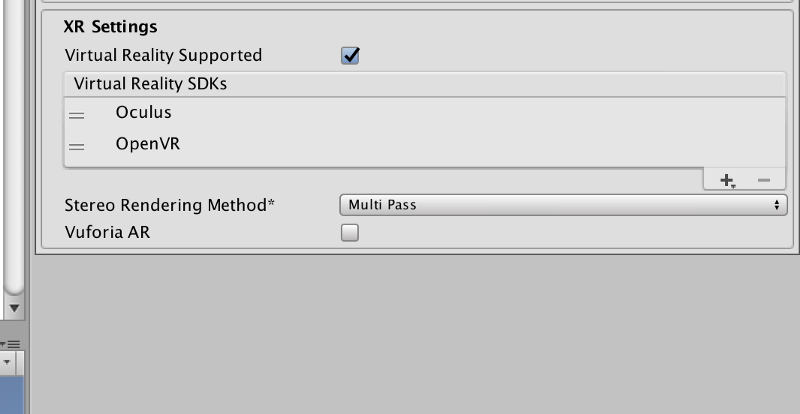 XR Settings
Virtual Reality Supported
Virtual Reality SDKs
Oculus
OpenVR
Stereo Rendering Method*
Multi Pass
Vuforia AR